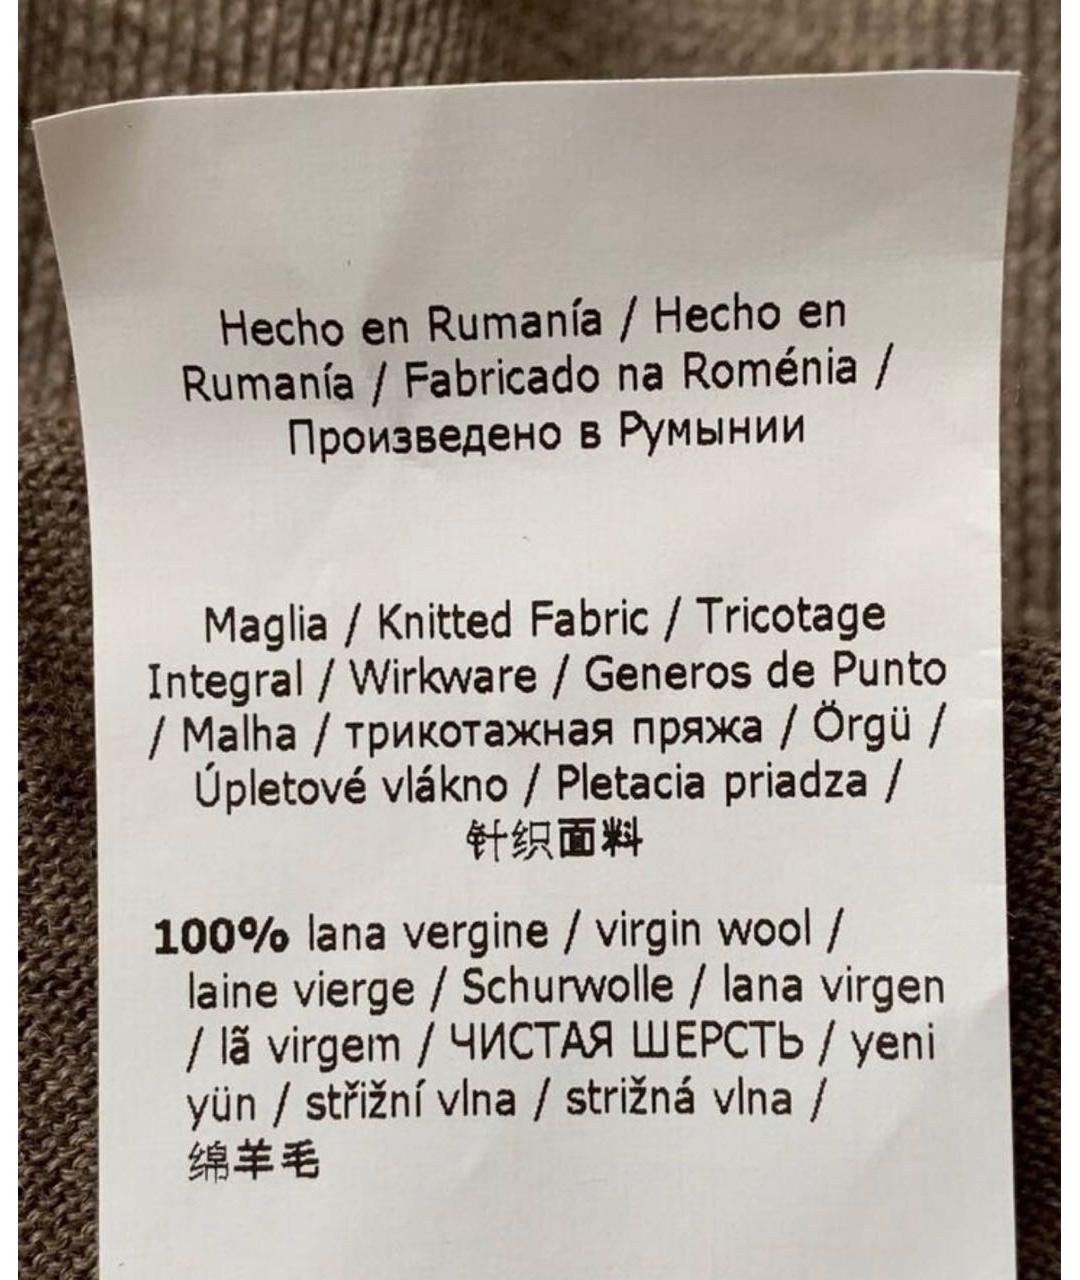 Hecho en Rumanía / Hecho en
Rumanía / Fabricado na Roménia /
Произведено в Румынии
Maglia / Knitted Fabric / Tricotage
Integral / Wirkware / Generos de Punto
/ Malha / трикотажная пряжа / Örgü /
Úpletové vlákno / Pletacia priadza /
针织面料
100% lana vergine / virgin wool /
laine vierge / Schurwolle / lana virgen
/ lã virgem / ЧИСТАЯ ШЕРСТЬ / yeni
yün / střižní vlna / strižná vlna /
绵羊毛